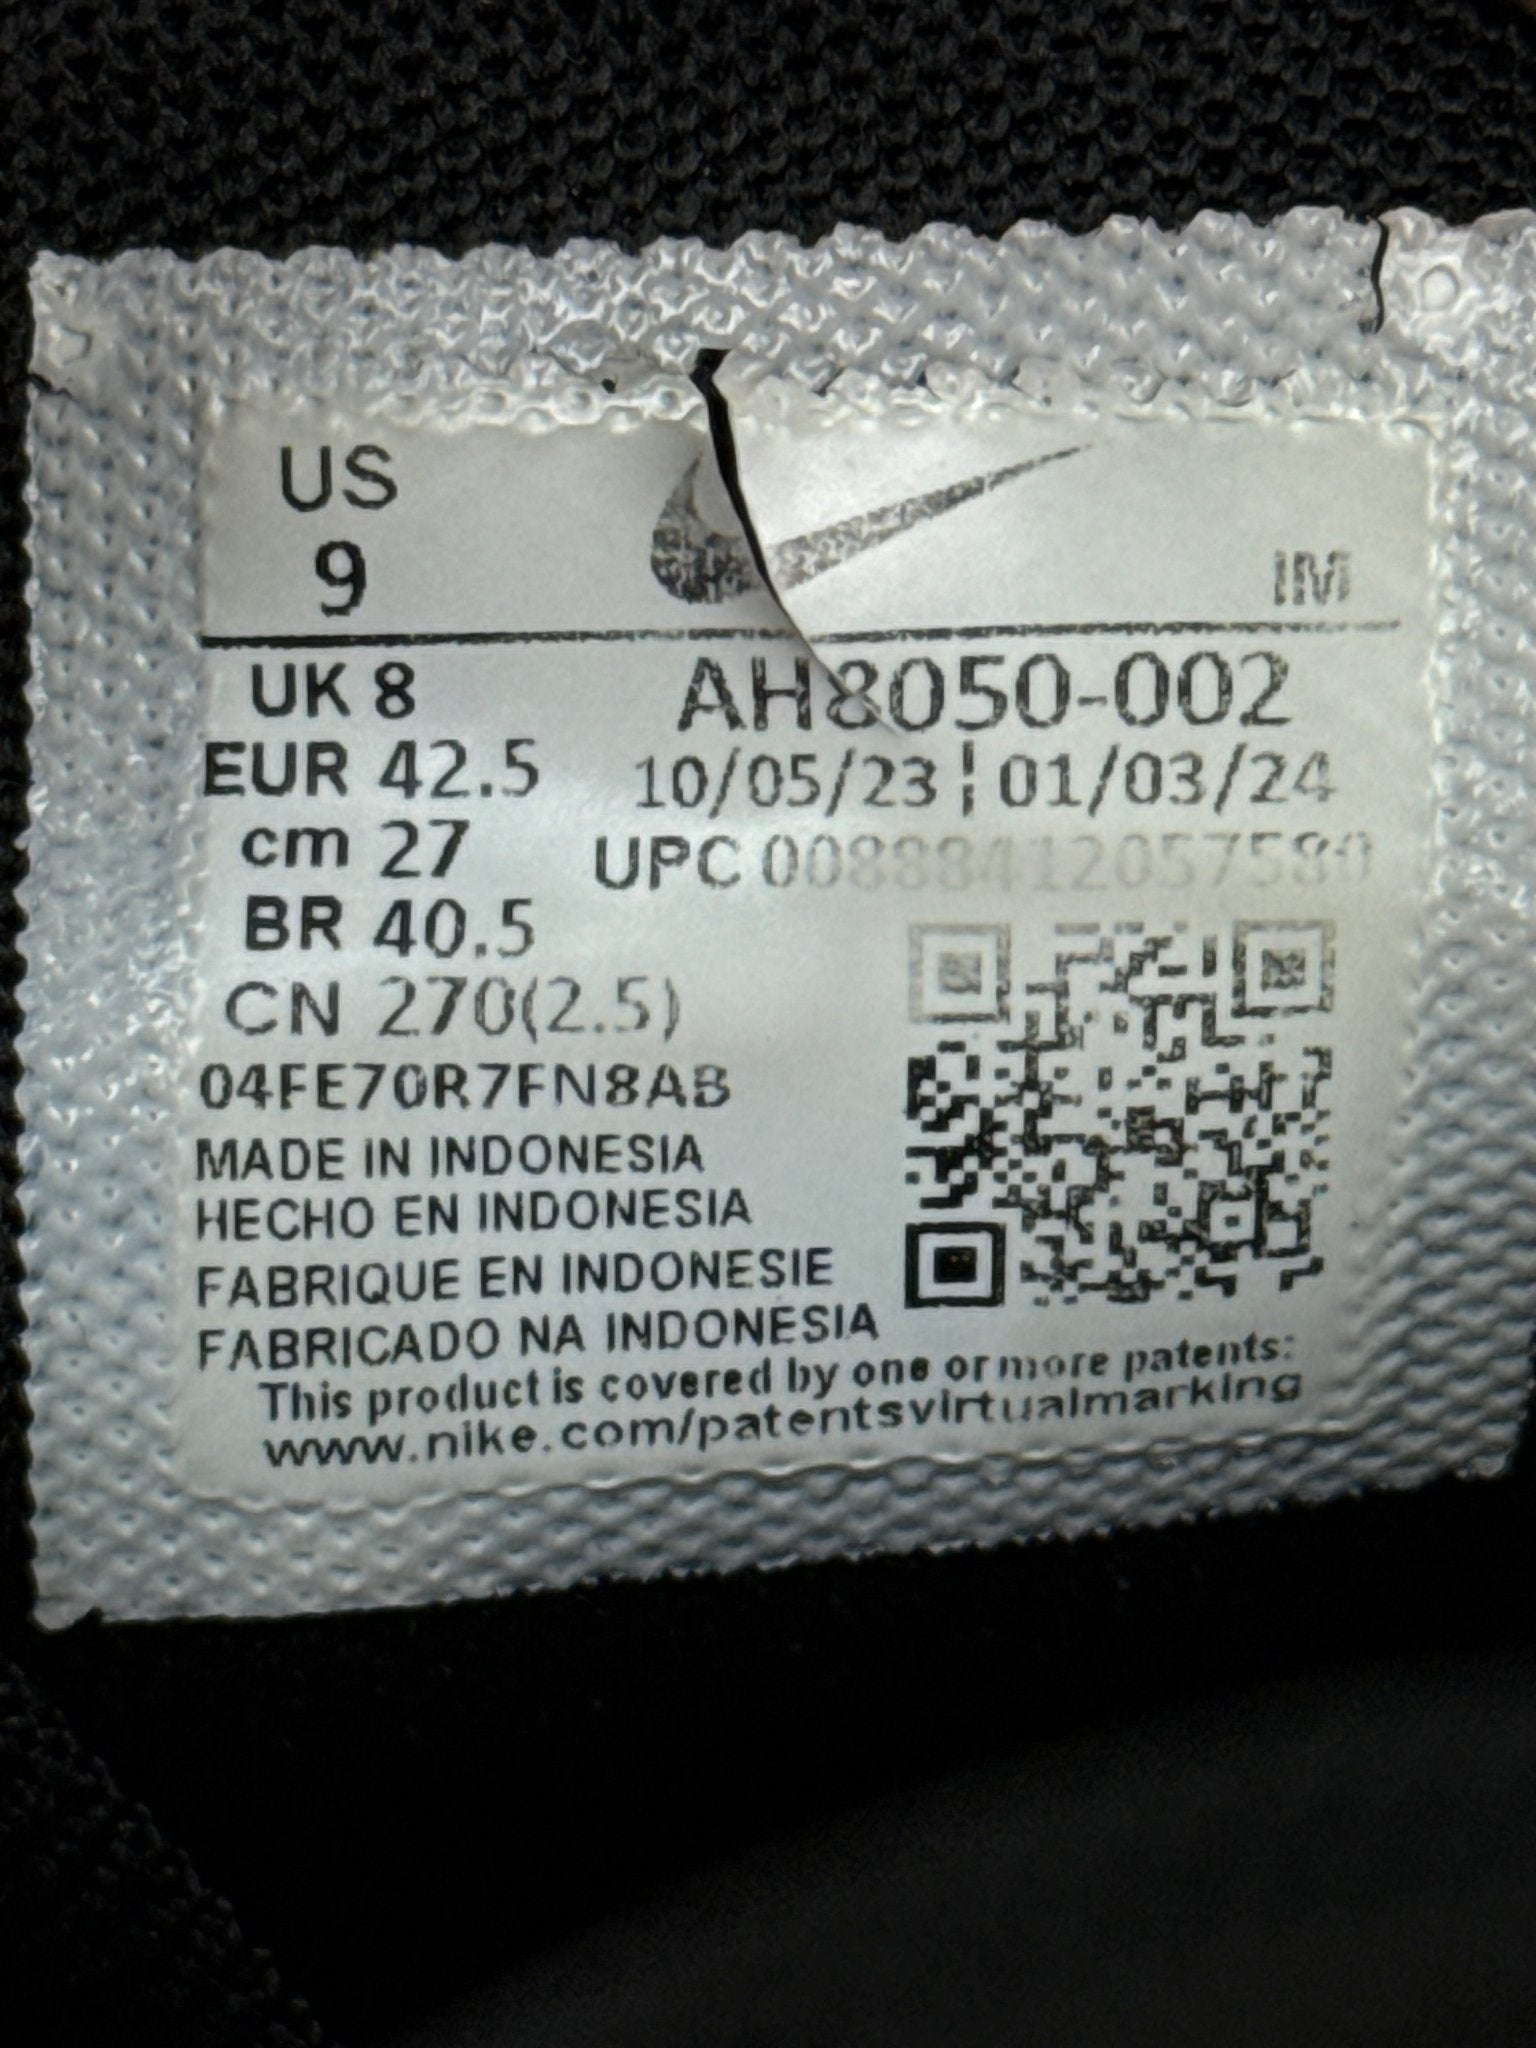 US
9
IM
UK 8
AH8050-002
EUR 42.5
10/05/23 ¦ 01/03/24
cm 27
UPC 00888412057580
BR 40.5
CN 270(2.5)
04FE70R7FN8AB
MADE IN INDONESIA
HECHO EN INDONESIA
FABRIQUE EN INDONESIE
FABRICADO NA INDONESIA
This product is covered by one or more patents:
www.nike.com/patentsvirtualmarking